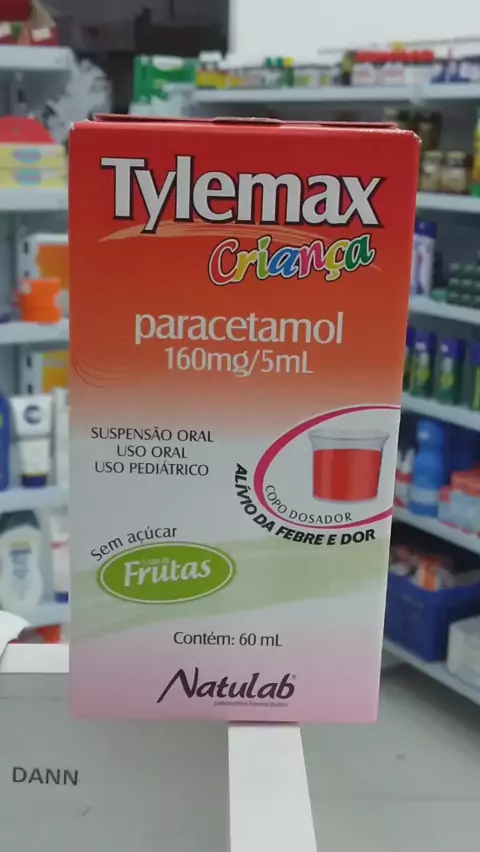 Tylemax
Criança
paracetamol
160mg/5mL
SUSPENSÃO ORAL
USO ORAL
USO PEDIÁTRICO
COPO DOSADOR
ALÍVIO DA FEBRE E DOR
Sem açúcar
Frutas
Contém: 60 mL
Natulab
DANN